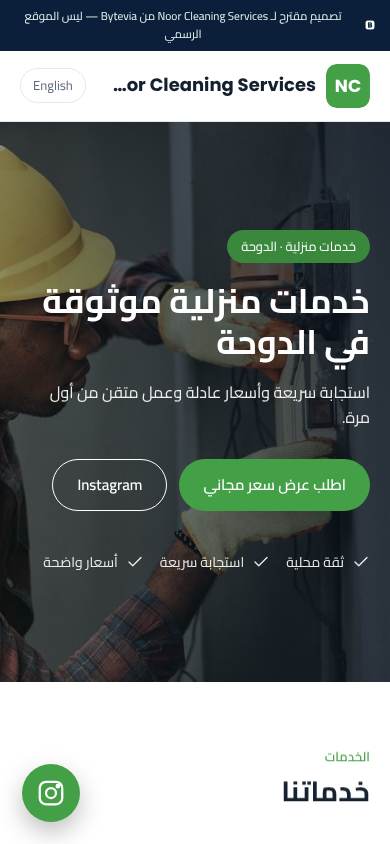 تصميم مقترح لـ Noor Cleaning Services من Bytevia — ليس الموقع
الرسمي
NC
...or Cleaning Services
English
خدمات منزلية · الدوحة
خدمات منزلية موثوقة
في الدوحة
استجابة سريعة وأسعار عادلة وعمل متقن من أول
مرة.
اطلب عرض سعر مجاني
Instagram
ثقة محلية
استجابة سريعة
أسعار واضحة
الخدمات
خدماتنا